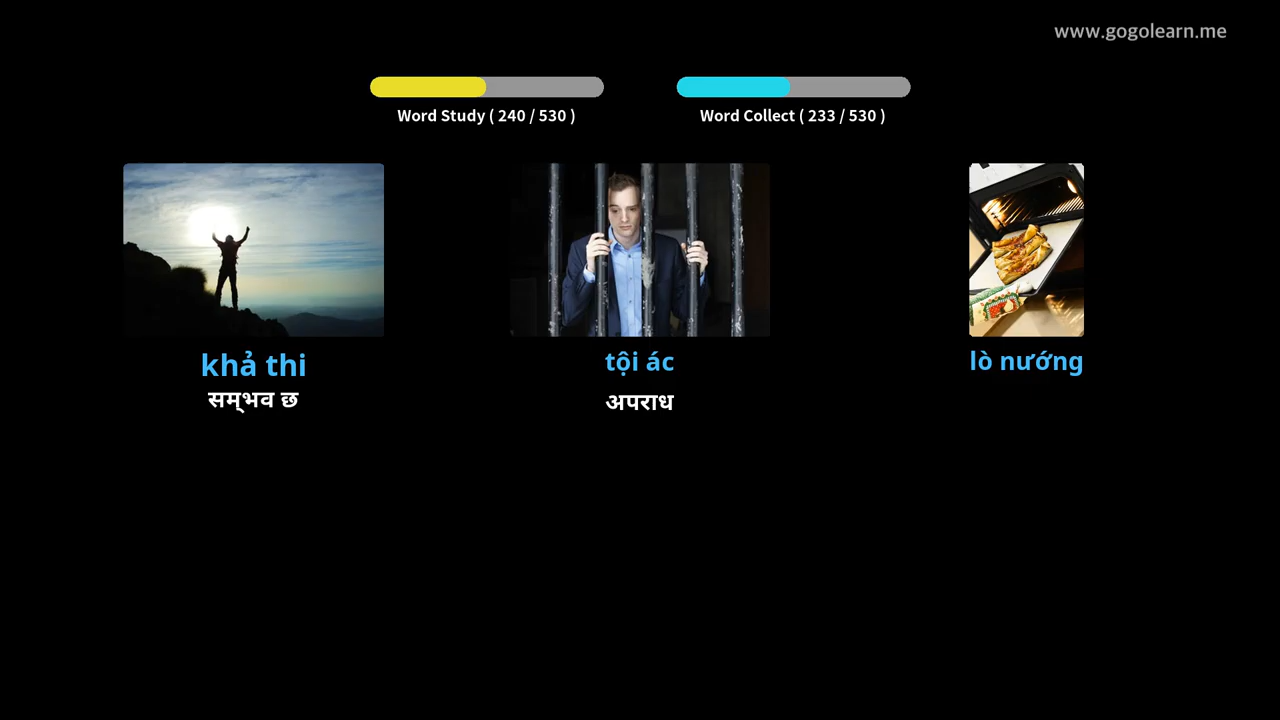 www.gogolearn.me
Word Study ( 240 / 530 )
Word Collect ( 233 / 530 )
khả thi
सम्भव छ
tội ác
अपराध
lò nướng